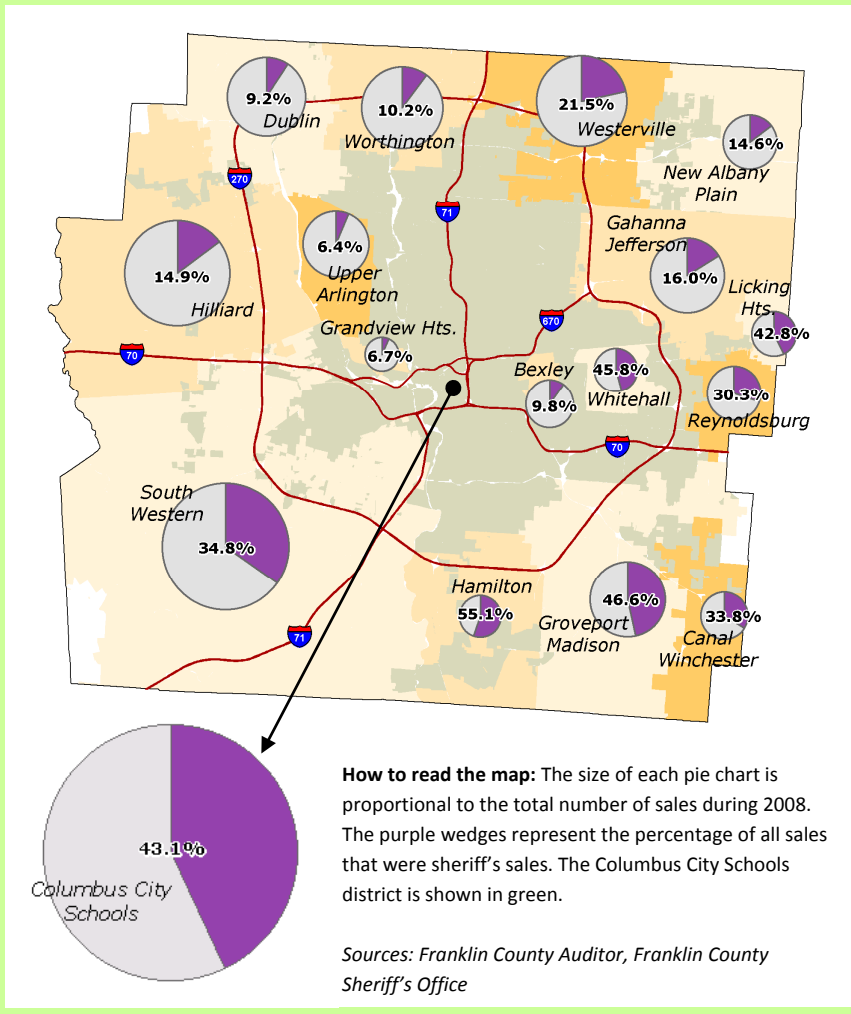 9.2%
Dublin
10.2%
Worthington
21.5%
Westerville
14.6%
New Albany
Plain
270
71
14.9%
Hilliard
6.4%
Upper
Arlington
Gahanna
Jefferson
16.0%
Licking
Hts.
42.8%
Grandview Hts.
6.7%
670
70
Bexley
9.8%
45.8%
Whitehall
30.3%
Reynoldsburg
70
South
Western
34.8%
Hamilton
55.1%
46.6%
Groveport
Madison
33.8%
Canal
Winchester
71
43.1%
Columbus City
Schools
How to read the map: The size of each pie chart is
proportional to the total number of sales during 2008.
The purple wedges represent the percentage of all sales
that were sheriff’s sales. The Columbus City Schools
district is shown in green.
Sources: Franklin County Auditor, Franklin County
Sheriff’s Office